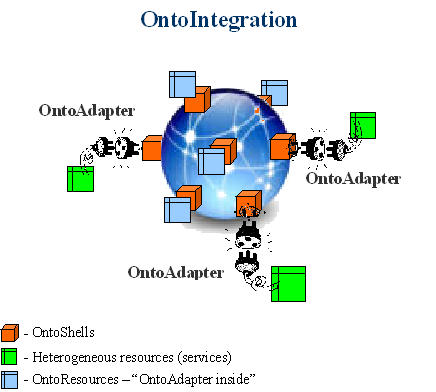 OntoIntegration
OntoAdapter
OntoAdapter
OntoAdapter
- OntoShells
- Heterogeneous resources (services)
- OntoResources – “OntoAdapter inside”